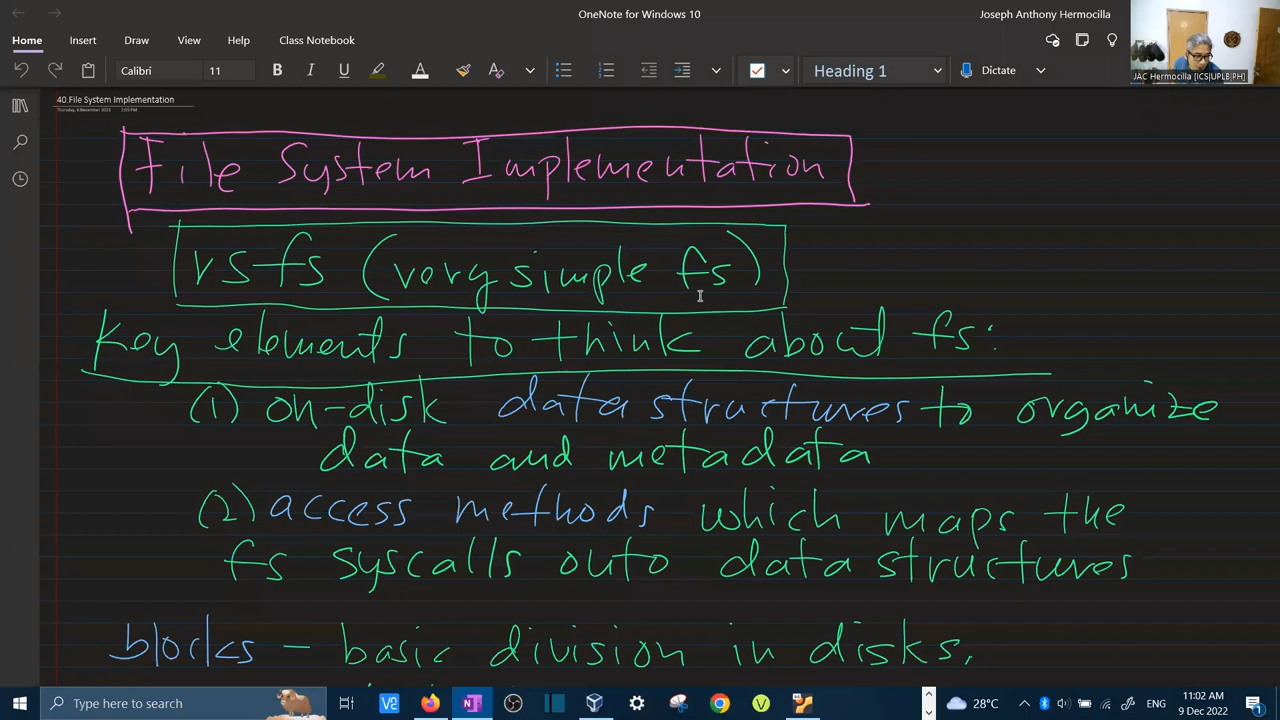 OneNote for Windows 10
Joseph Anthony Hermocilla
Home Insert Draw View Help Class Notebook
JAC Hermocilla [ICS|UPLB|PH]
Calibri 11 B I U A Heading 1 Dictate
40.File System Implementation
File System Implementation
vsfs (very simple fs)
Key elements to think about fs:
(1) on-disk data structures to organize
data and metadata
(2) access methods which maps the
fs syscalls onto data structures
blocks - basic division in disks.
Type here to search
28°C
11:02 AM
9 Dec 2022